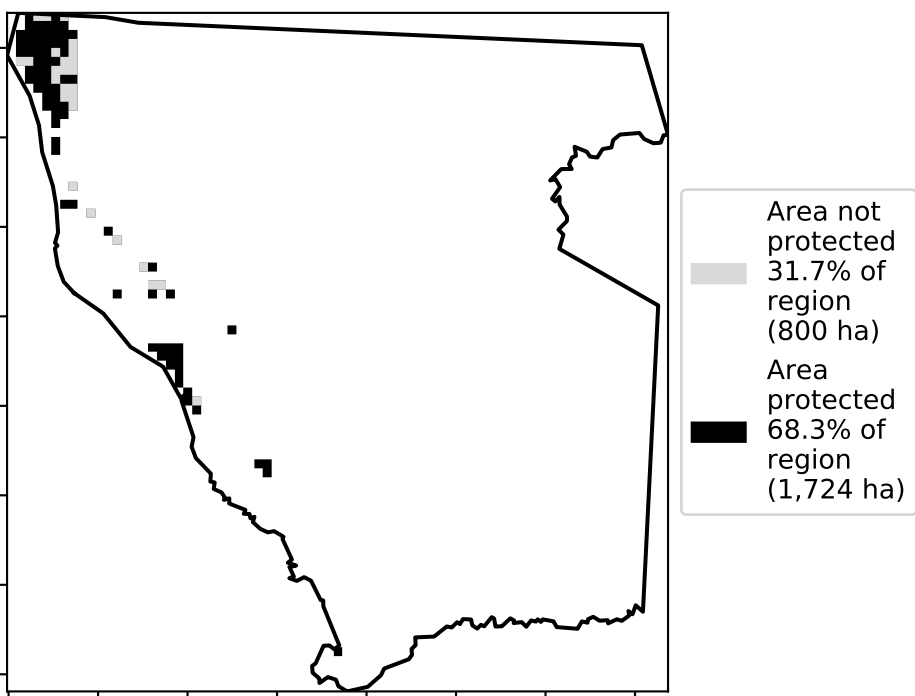 Area not
protected
31.7% of
region
(800 ha)
Area
protected
68.3% of
region
(1,724 ha)